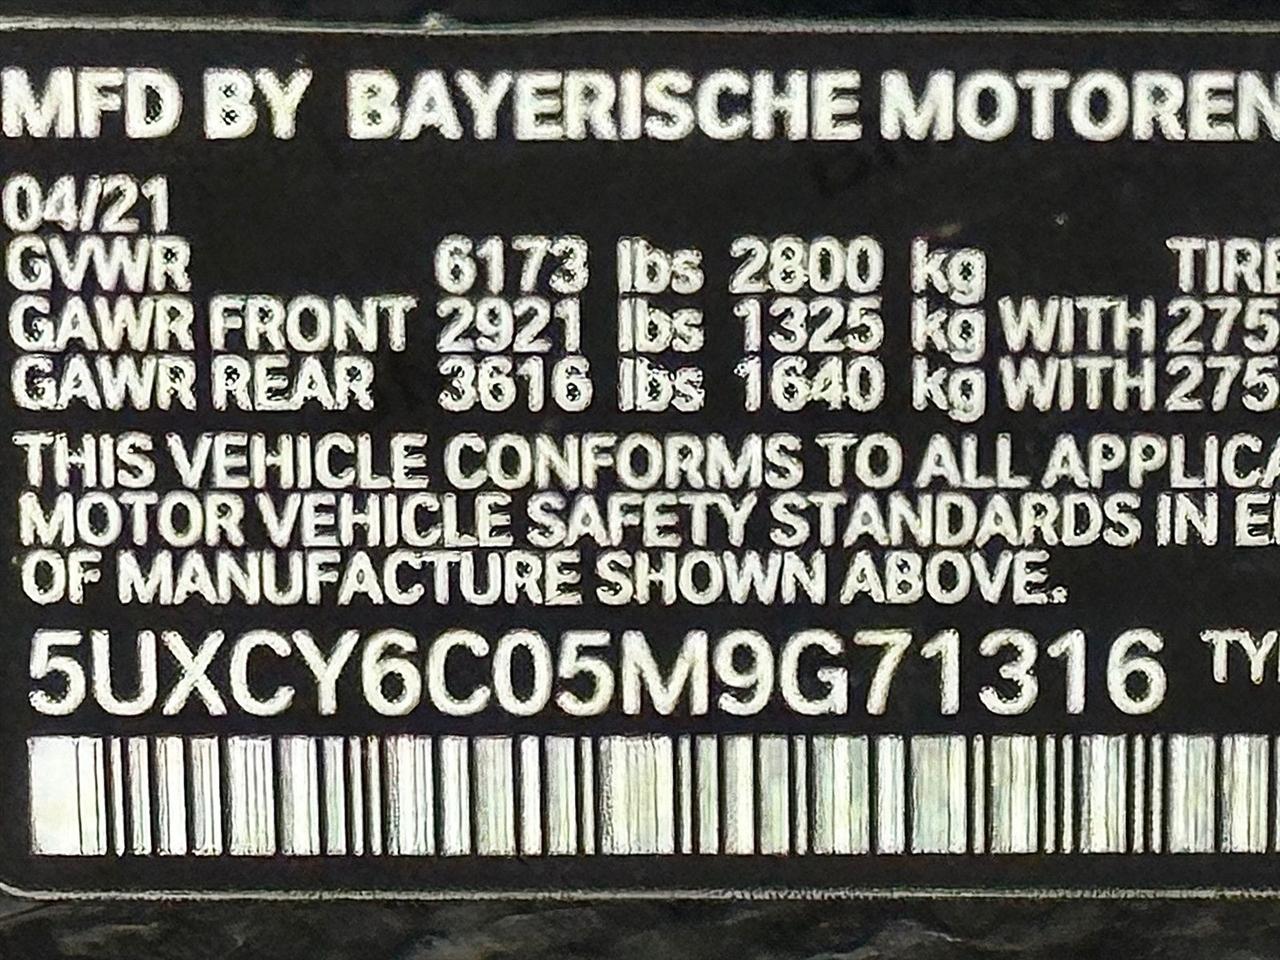 MFD BY BAYERISCHE MOTOREN
04/21
GVWR 6173 lbs 2800 kg TIRE
GAWR FRONT 2921 lbs 1325 kg WITH 275
GAWR REAR 3616 lbs 1640 kg WITH 275
THIS VEHICLE CONFORMS TO ALL APPLICA
MOTOR VEHICLE SAFETY STANDARDS IN E
OF MANUFACTURE SHOWN ABOVE.
5UXCY6C05M9G71316 TY